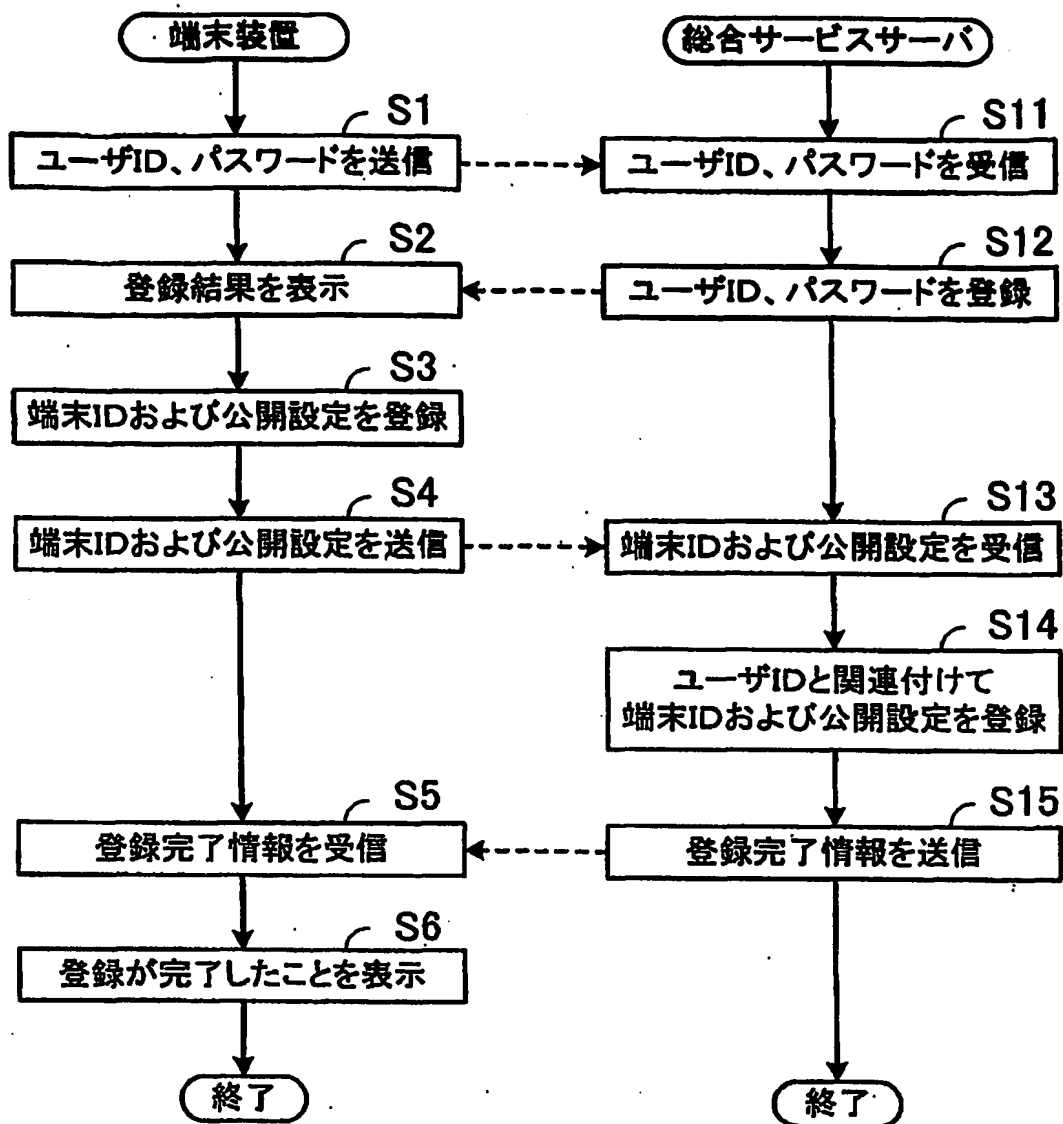 端末装置
総合サービスサーバ
S1
ユーザID、パスワードを送信
S11
ユーザID、パスワードを受信
S2
登録結果を表示
S12
ユーザID、パスワードを登録
S3
端末IDおよび公開設定を登録
S4
端末IDおよび公開設定を送信
S13
端末IDおよび公開設定を受信
S14
ユーザIDと関連付けて
端末IDおよび公開設定を登録
S5
登録完了情報を受信
S15
登録完了情報を送信
S6
登録が完了したことを表示
終了
終了